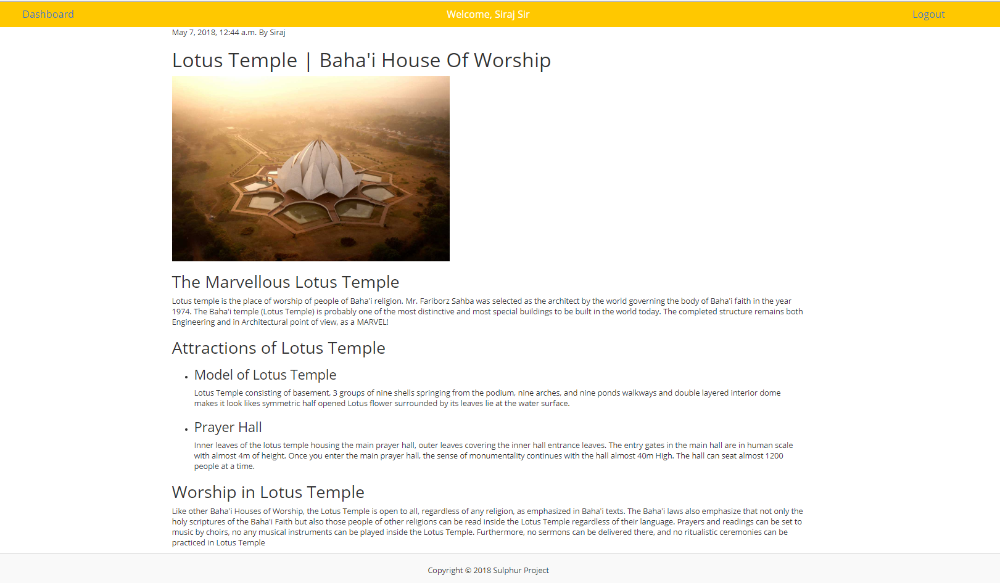 Dashboard
Welcome, Siraj Sir
Logout
May 7, 2018, 12:44 a.m. By Siraj
Lotus Temple | Baha'i House Of Worship
The Marvellous Lotus Temple
Lotus temple is the place of worship of people of Baha'i religion. Mr. Fariborz Sahba was selected as the architect by the world governing the body of Baha'i faith in the year
1974. The Baha'i temple (Lotus Temple) is probably one of the most distinctive and most special buildings to be built in the world today. The completed structure remains both
Engineering and in Architectural point of view, as a MARVEL!
Attractions of Lotus Temple
• Model of Lotus Temple
Lotus Temple consisting of basement, 3 groups of nine shells springing from the podium, nine arches, and nine ponds walkways and double layered interior dome
makes it look likes symmetric half opened Lotus flower surrounded by its leaves lie at the water surface.
• Prayer Hall
Inner leaves of the lotus temple housing the main prayer hall, outer leaves covering the inner hall entrance leaves. The entry gates in the main hall are in human scale
with almost 4m of height. Once you enter the main prayer hall, the sense of monumentality continues with the hall almost 40m High. The hall can seat almost 1200
people at a time.
Worship in Lotus Temple
Like other Baha'i Houses of Worship, the Lotus Temple is open to all, regardless of any religion, as emphasized in Baha'i texts. The Baha'i laws also emphasize that not only the
holy scriptures of the Baha'i Faith but also those people of other religions can be read inside the Lotus Temple regardless of their language. Prayers and readings can be set to
music by choirs, no any musical instruments can be played inside the Lotus Temple. Furthermore, no sermons can be delivered there, and no ritualistic ceremonies can be
practiced in Lotus Temple
Copyright © 2018 Sulphur Project